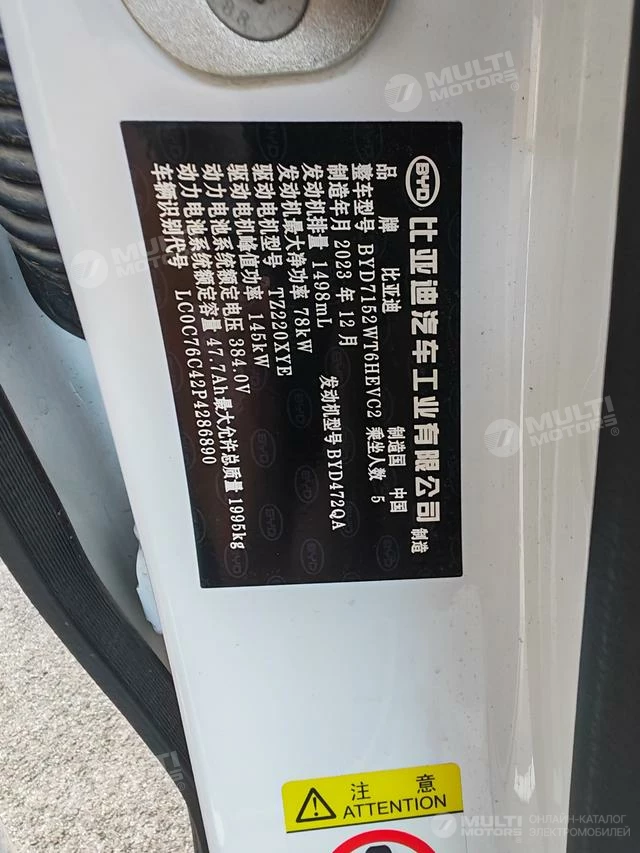 8.8
MULTI
MOTORS®
BYD 比亚迪汽车工业有限公司 制造
品牌 比亚迪 制造国 中国
整车型号 BYD7152WT6HEVC2 乘坐人数 5
制造年月 2023 年 12 月
发动机排量 1498mL 发动机型号 BYD472QA
发动机最大净功率 78kW
驱动电机型号 TZ220XYE
驱动电机峰值功率 145kW
动力电池系统额定电压 384.0V
动力电池系统额定容量 47.7Ah 最大允许总质量 1995kg
车辆识别代号 LC0C76C42P4286890
MULTI
MOTORS®
MULTI
MOTORS®
注意
ATTENTION
MULTI
MOTORS
ОНЛАЙН-КАТАЛОГ
ЭЛЕКТРОМОБИЛЕЙ